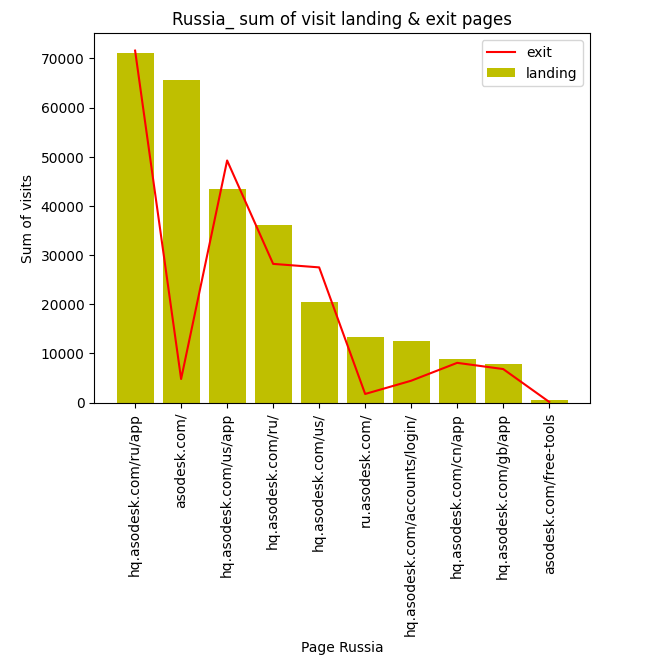 Russia_ sum of visit landing & exit pages
exit
landing
Sum of visits
70000
60000
50000
40000
30000
20000
10000
0
hq.asodesk.com/ru/app
asodesk.com/
hq.asodesk.com/us/app
hq.asodesk.com/ru/
hq.asodesk.com/us/
ru.asodesk.com/
hq.asodesk.com/accounts/login/
hq.asodesk.com/cn/app
hq.asodesk.com/gb/app
asodesk.com/free-tools
Page Russia